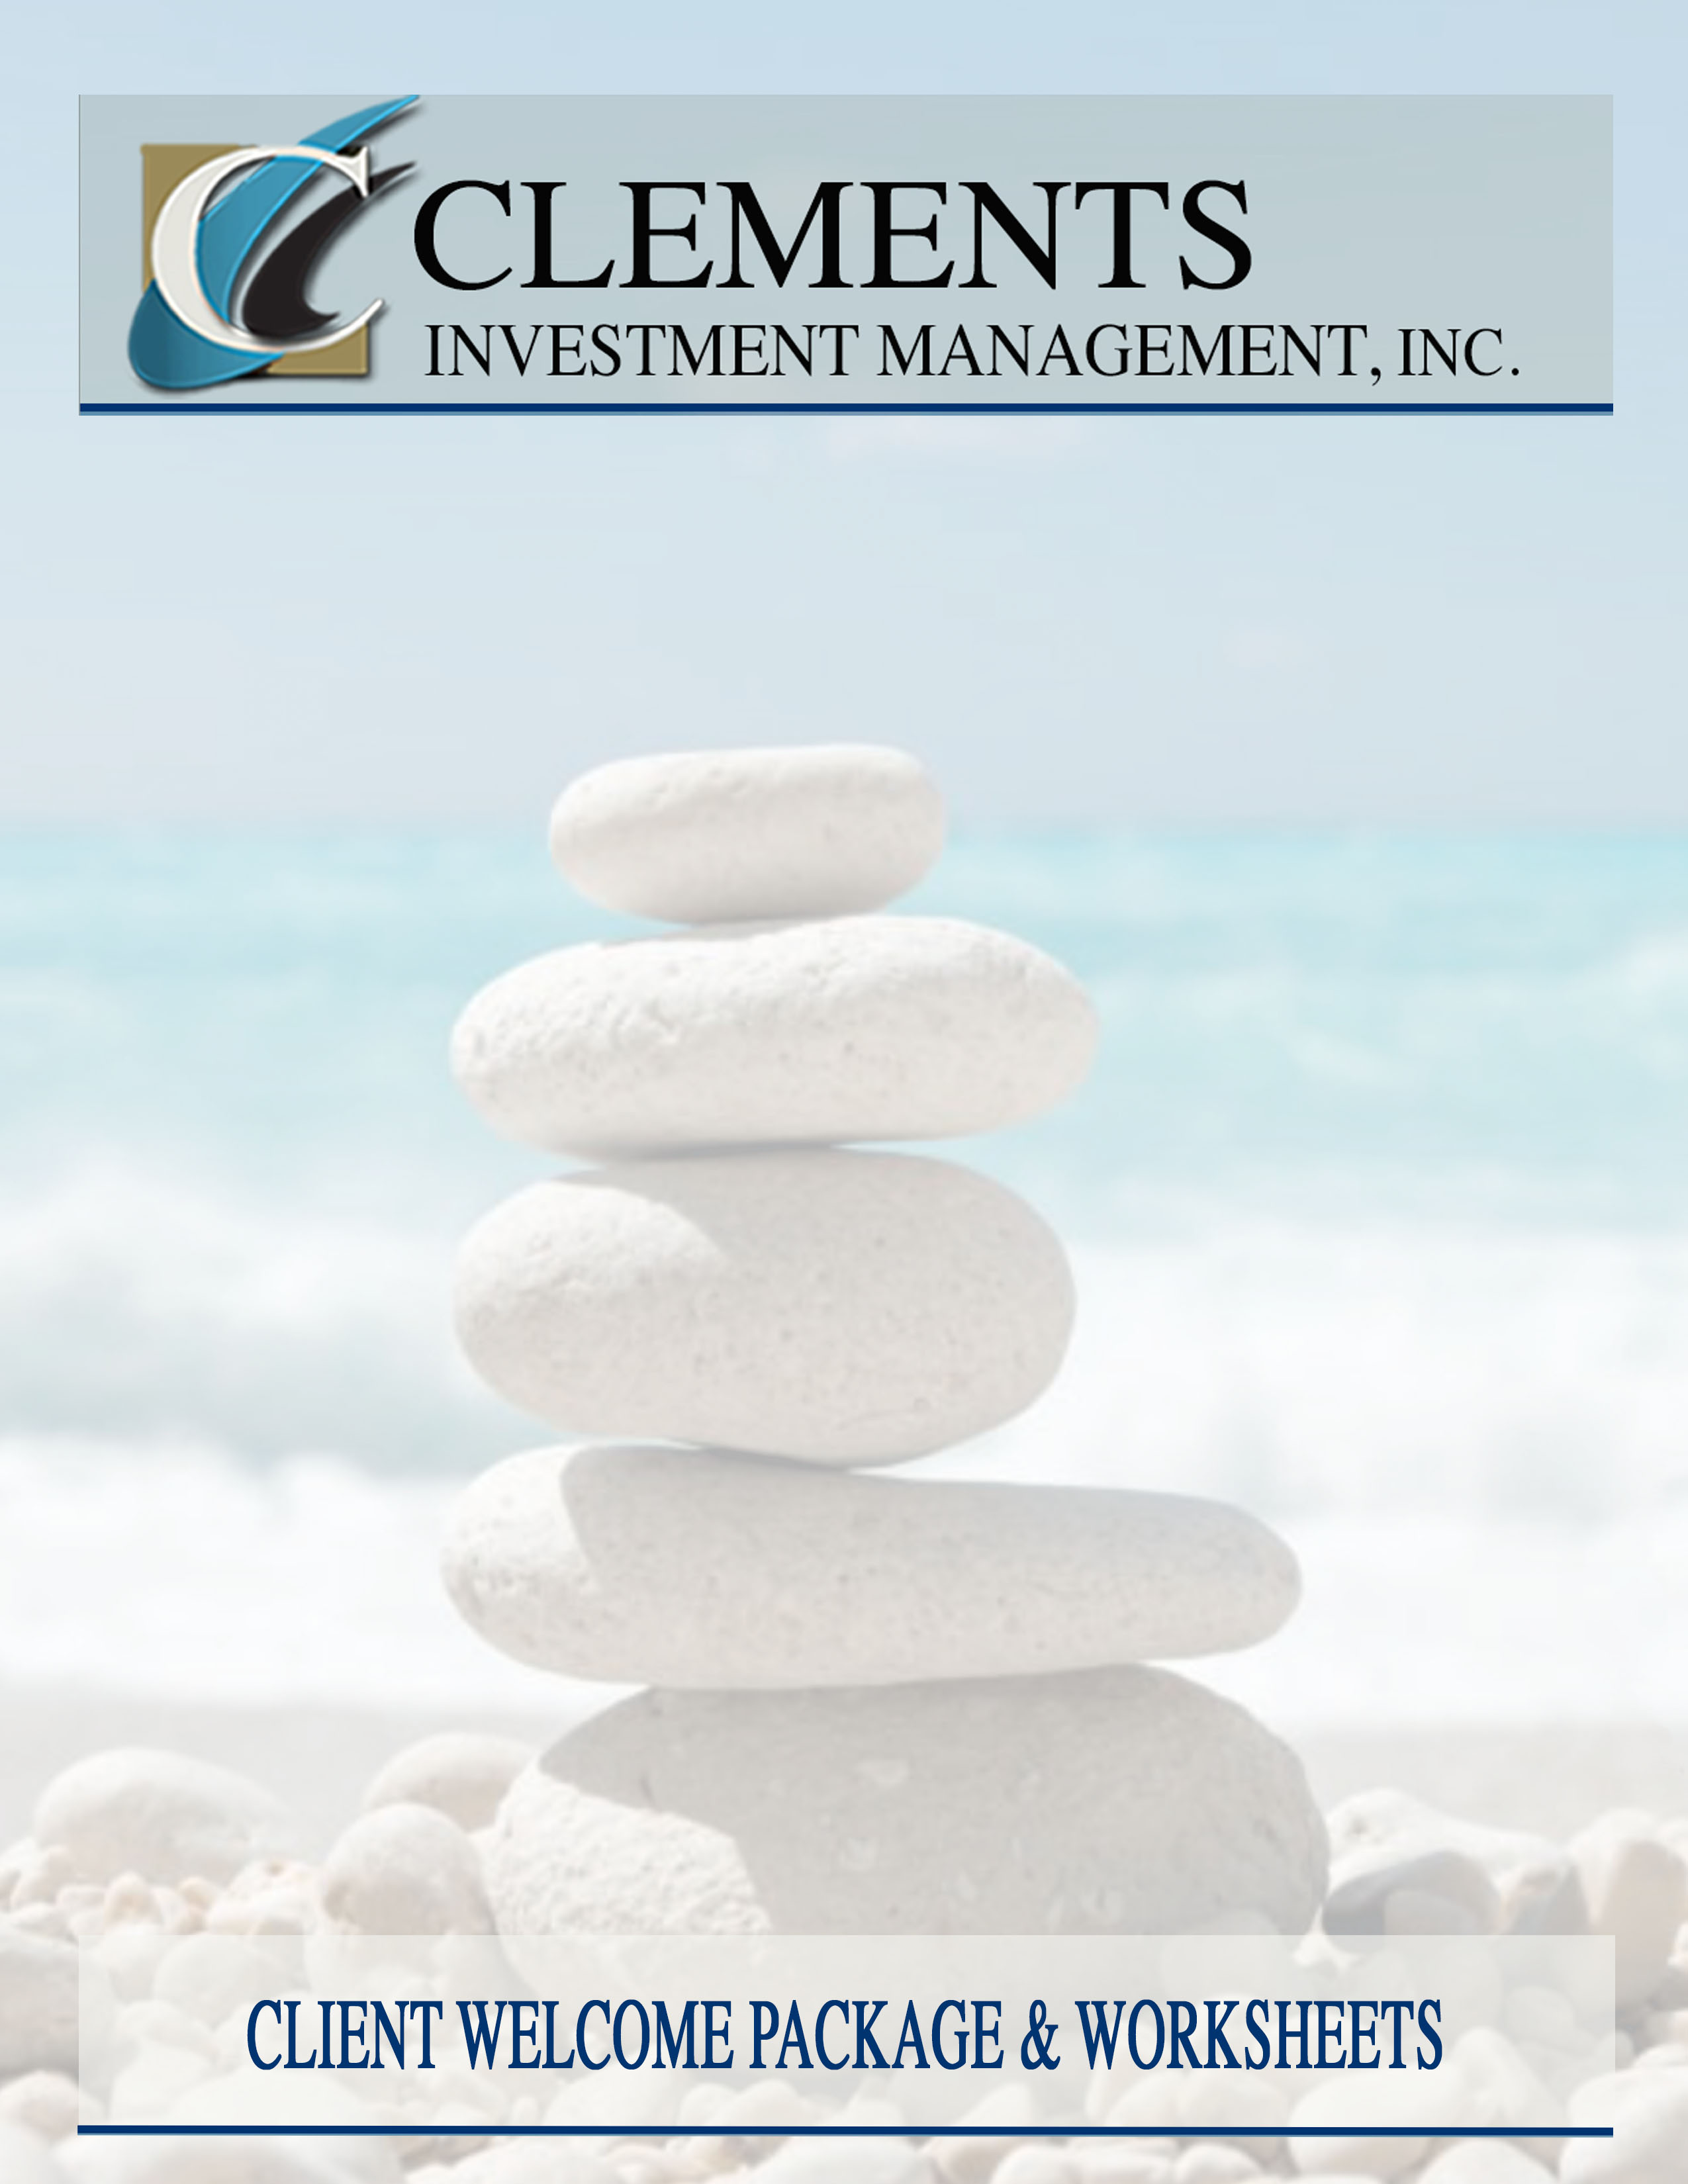 CLEMENTS
INVESTMENT MANAGEMENT, INC.
CLIENT WELCOME PACKAGE & WORKSHEETS